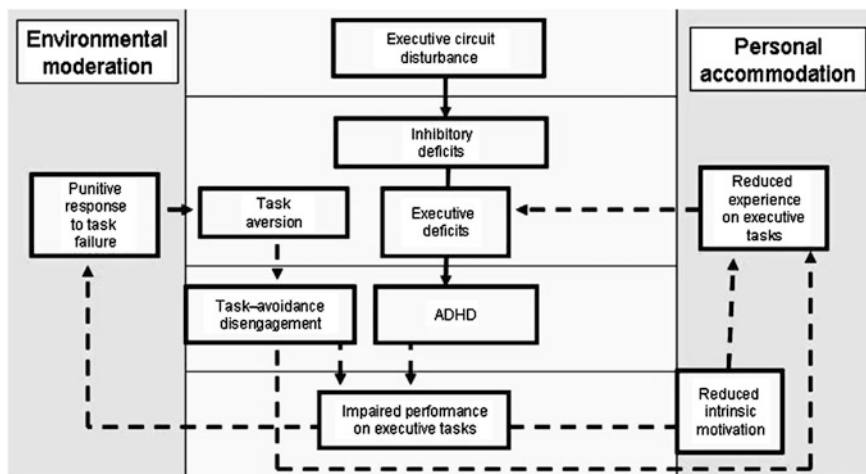 Environmental
moderation
Executive circuit
disturbance
Personal
accommodation
Inhibitory
deficits
Punitive
response
to task
failure
Task
aversion
Executive
deficits
Reduced
experience
on executive
tasks
Task–avoidance
disengagement
ADHD
Impaired performance
on executive tasks
Reduced
intrinsic
motivation